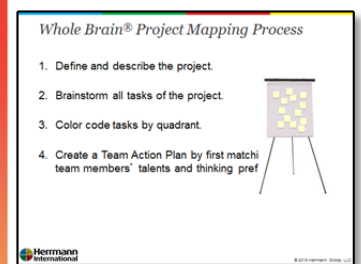 Whole Brain® Project Mapping Process
1. Define and describe the project.
2. Brainstorm all tasks of the project.
3. Color code tasks by quadrant.
4. Create a Team Action Plan by first matchi
team members’ talents and thinking pref
Herrmann
International